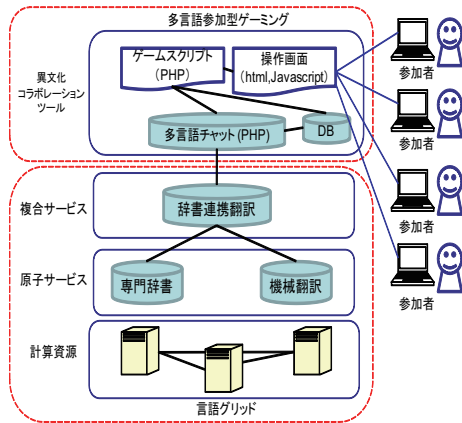 多言語参加型ゲーミング
ゲームスクリプト
(PHP)
操作画面
(html,Javascript)
異文化
コラボレーション
ツール
多言語チャット(PHP)
DB
参加者
参加者
参加者
参加者
複合サービス
辞書連携翻訳
原子サービス
専門辞書
機械翻訳
計算資源
言語グリッド